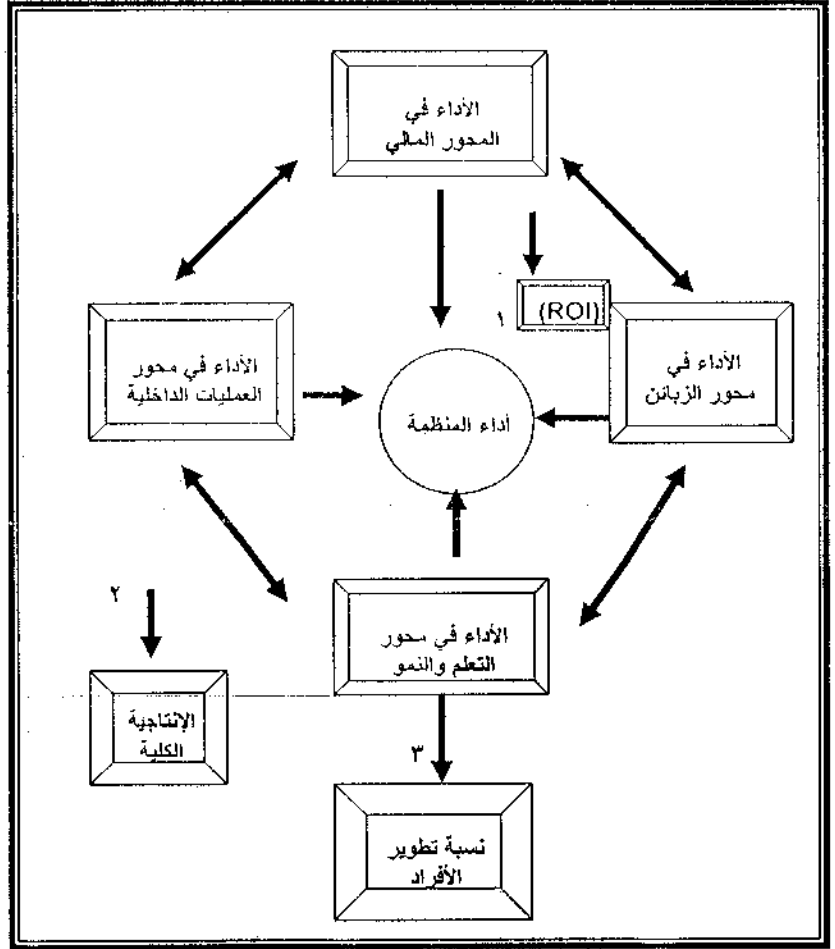 الأداء في
المحور المالي
١
(ROI)
الأداء في
محور الزبائن
الأداء في محور
العمليات الداخلية
أداء المنظمة
٢
الأداء في محور
التعلم والنمو
الإنتاجية
الكلية
٣
نسبة تطوير
الأفراد